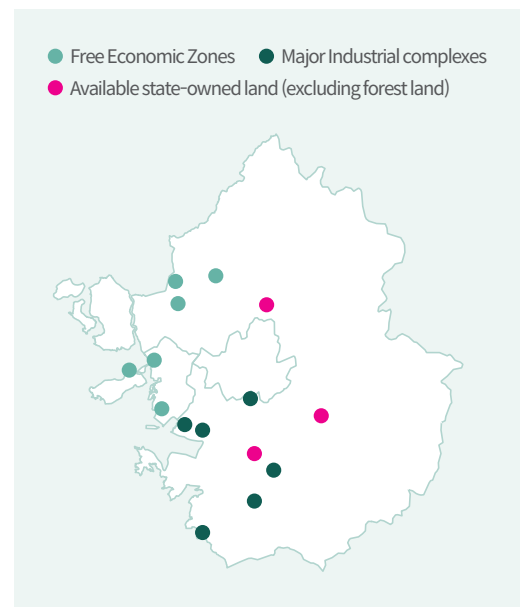 Free Economic Zones Major Industrial complexes
Available state-owned land (excluding forest land)